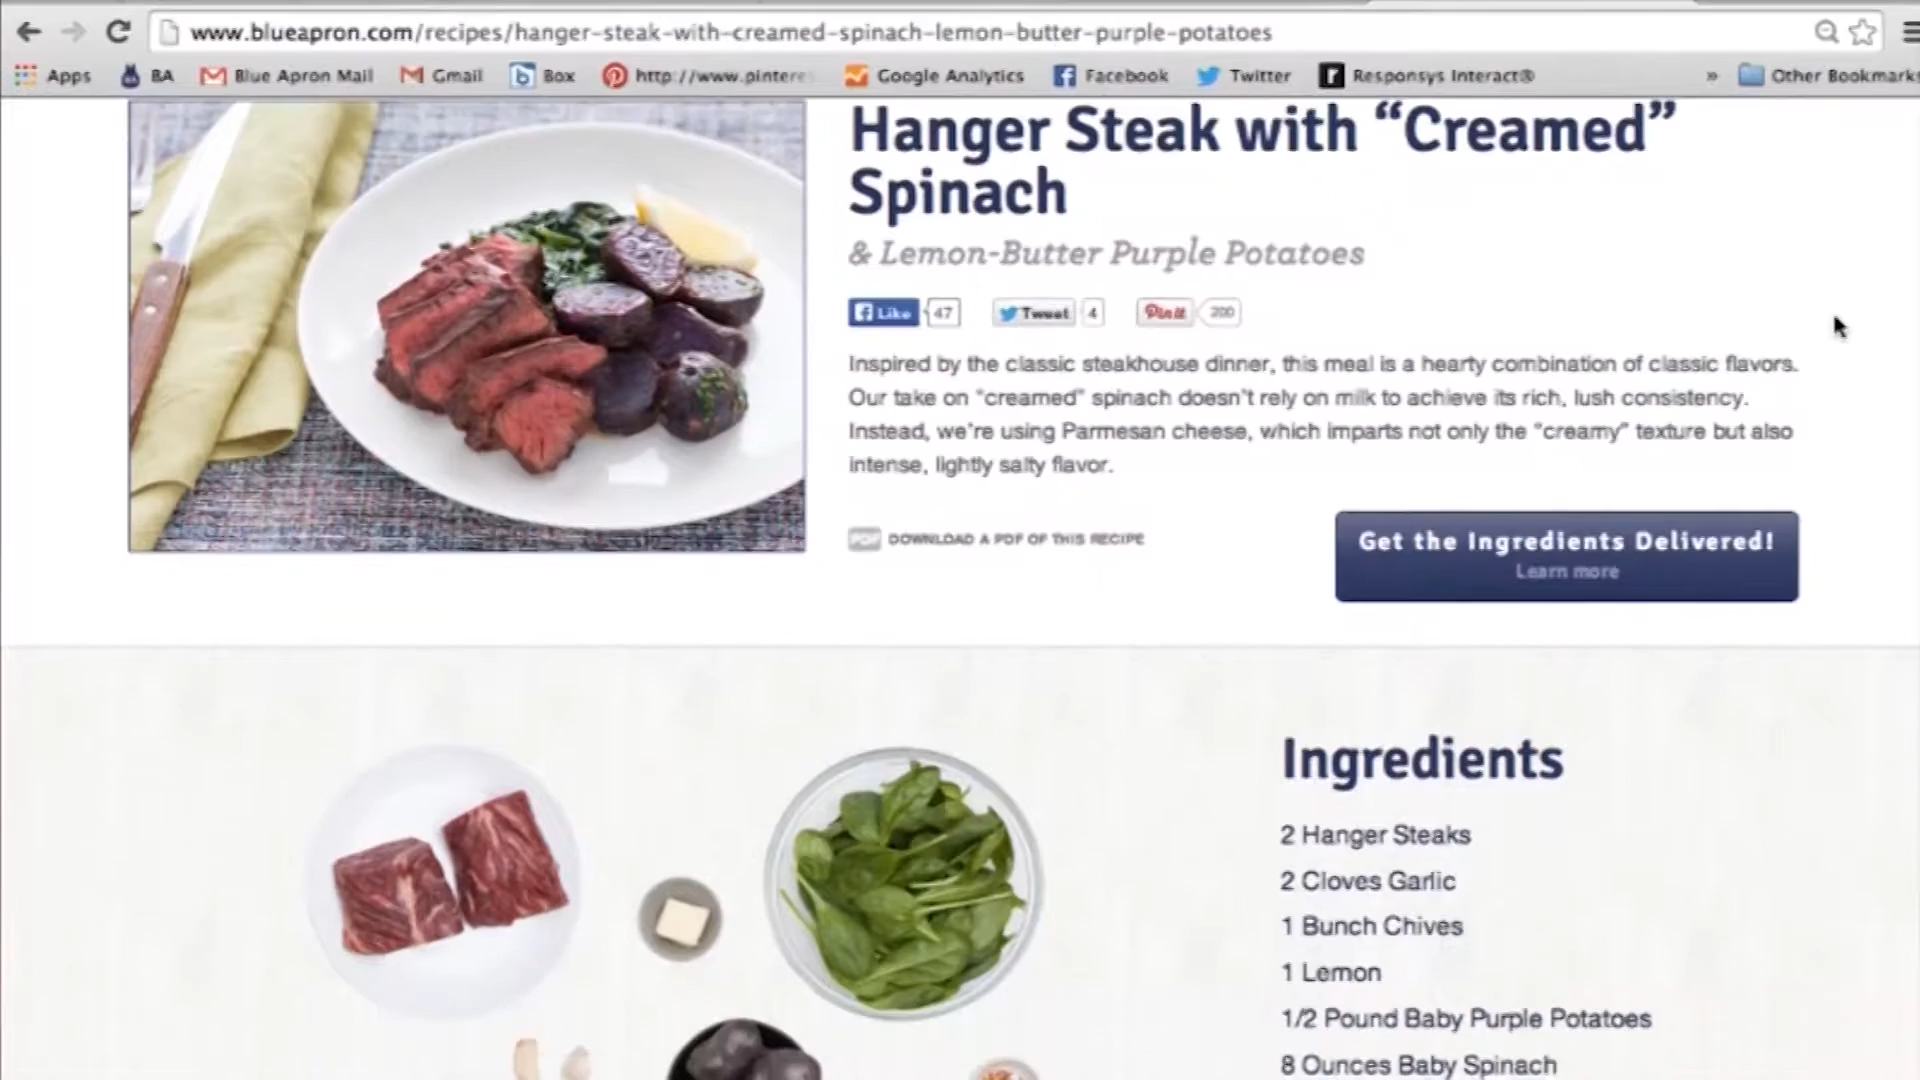 www.blueapron.com/recipes/hanger-steak-with-creamed-spinach-lemon-butter-purple-potatoes
Apps BA Blue Apron Mail Gmail Box http://www.pintere Google Analytics Facebook Twitter Responsys Interact® » Other Bookmarks
Hanger Steak with “Creamed”
Spinach
& Lemon-Butter Purple Potatoes
Like 47 Tweet 4 Pin it 200
Inspired by the classic steakhouse dinner, this meal is a hearty combination of classic flavors.
Our take on "creamed" spinach doesn't rely on milk to achieve its rich, lush consistency.
Instead, we're using Parmesan cheese, which imparts not only the "creamy" texture but also
intense, lightly salty flavor.
PDF DOWNLOAD A PDF OF THIS RECIPE
Get the Ingredients Delivered!
Learn more
Ingredients
2 Hanger Steaks
2 Cloves Garlic
1 Bunch Chives
1 Lemon
1/2 Pound Baby Purple Potatoes
8 Ounces Baby Spinach